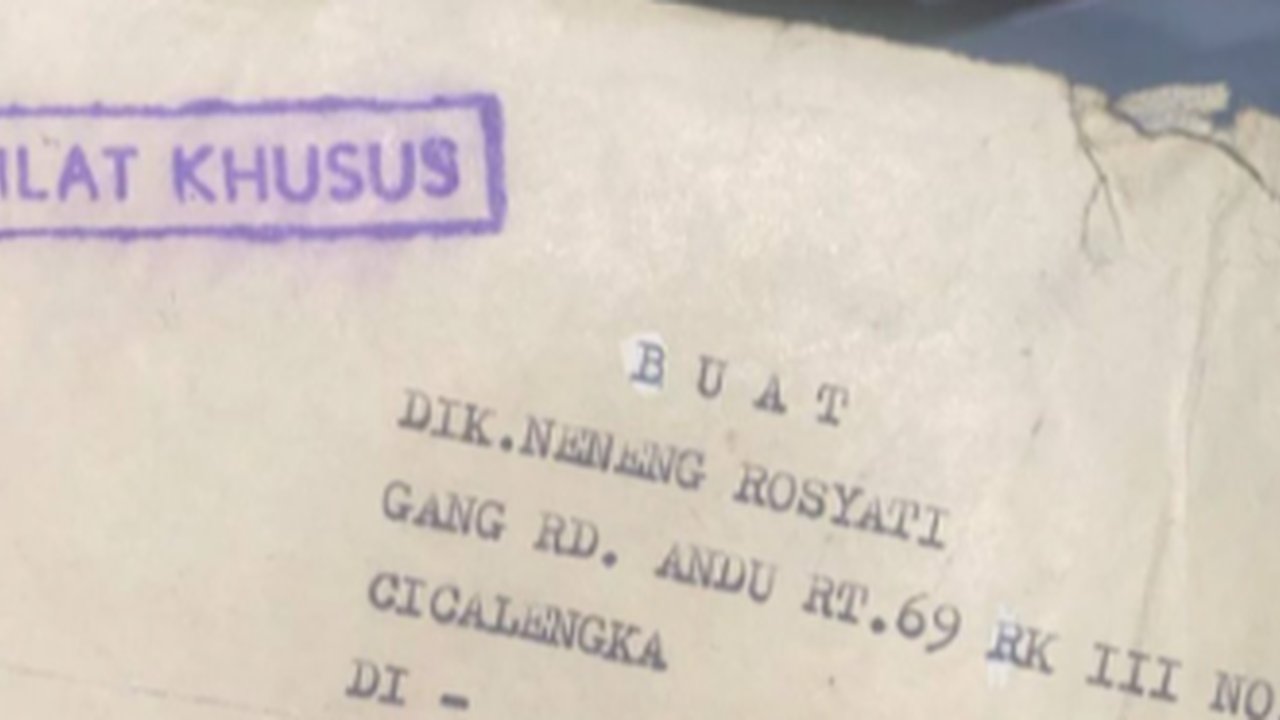 ILAT KHUSUS
B U A T
DIK.NENENG ROSYATI
GANG RD. ANDU RT.69 RK III NO
CICALENGKA
DI -